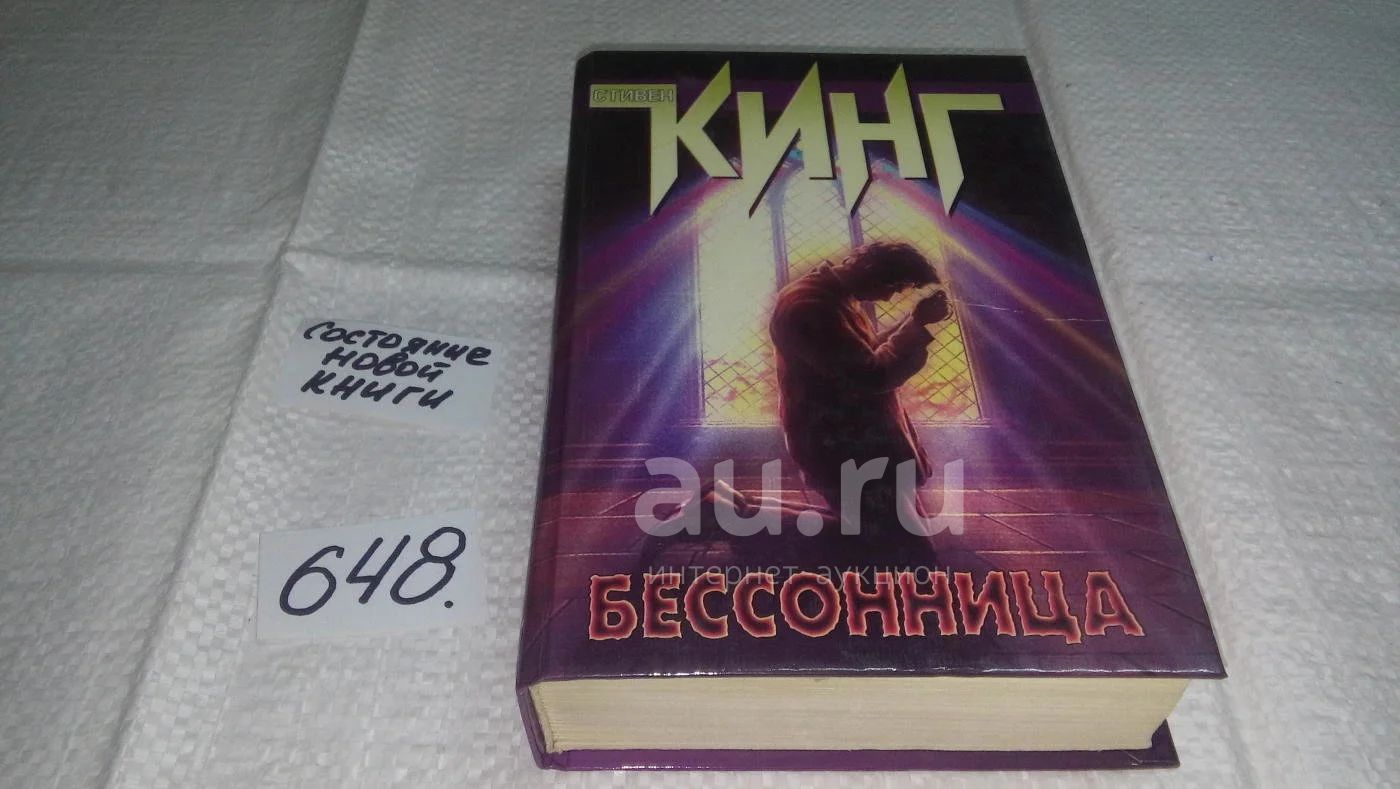 СТИВЕН
КИНГ
состояние
новой
книги
648.
au.ru
интернет аукцион
БЕССОННИЦА